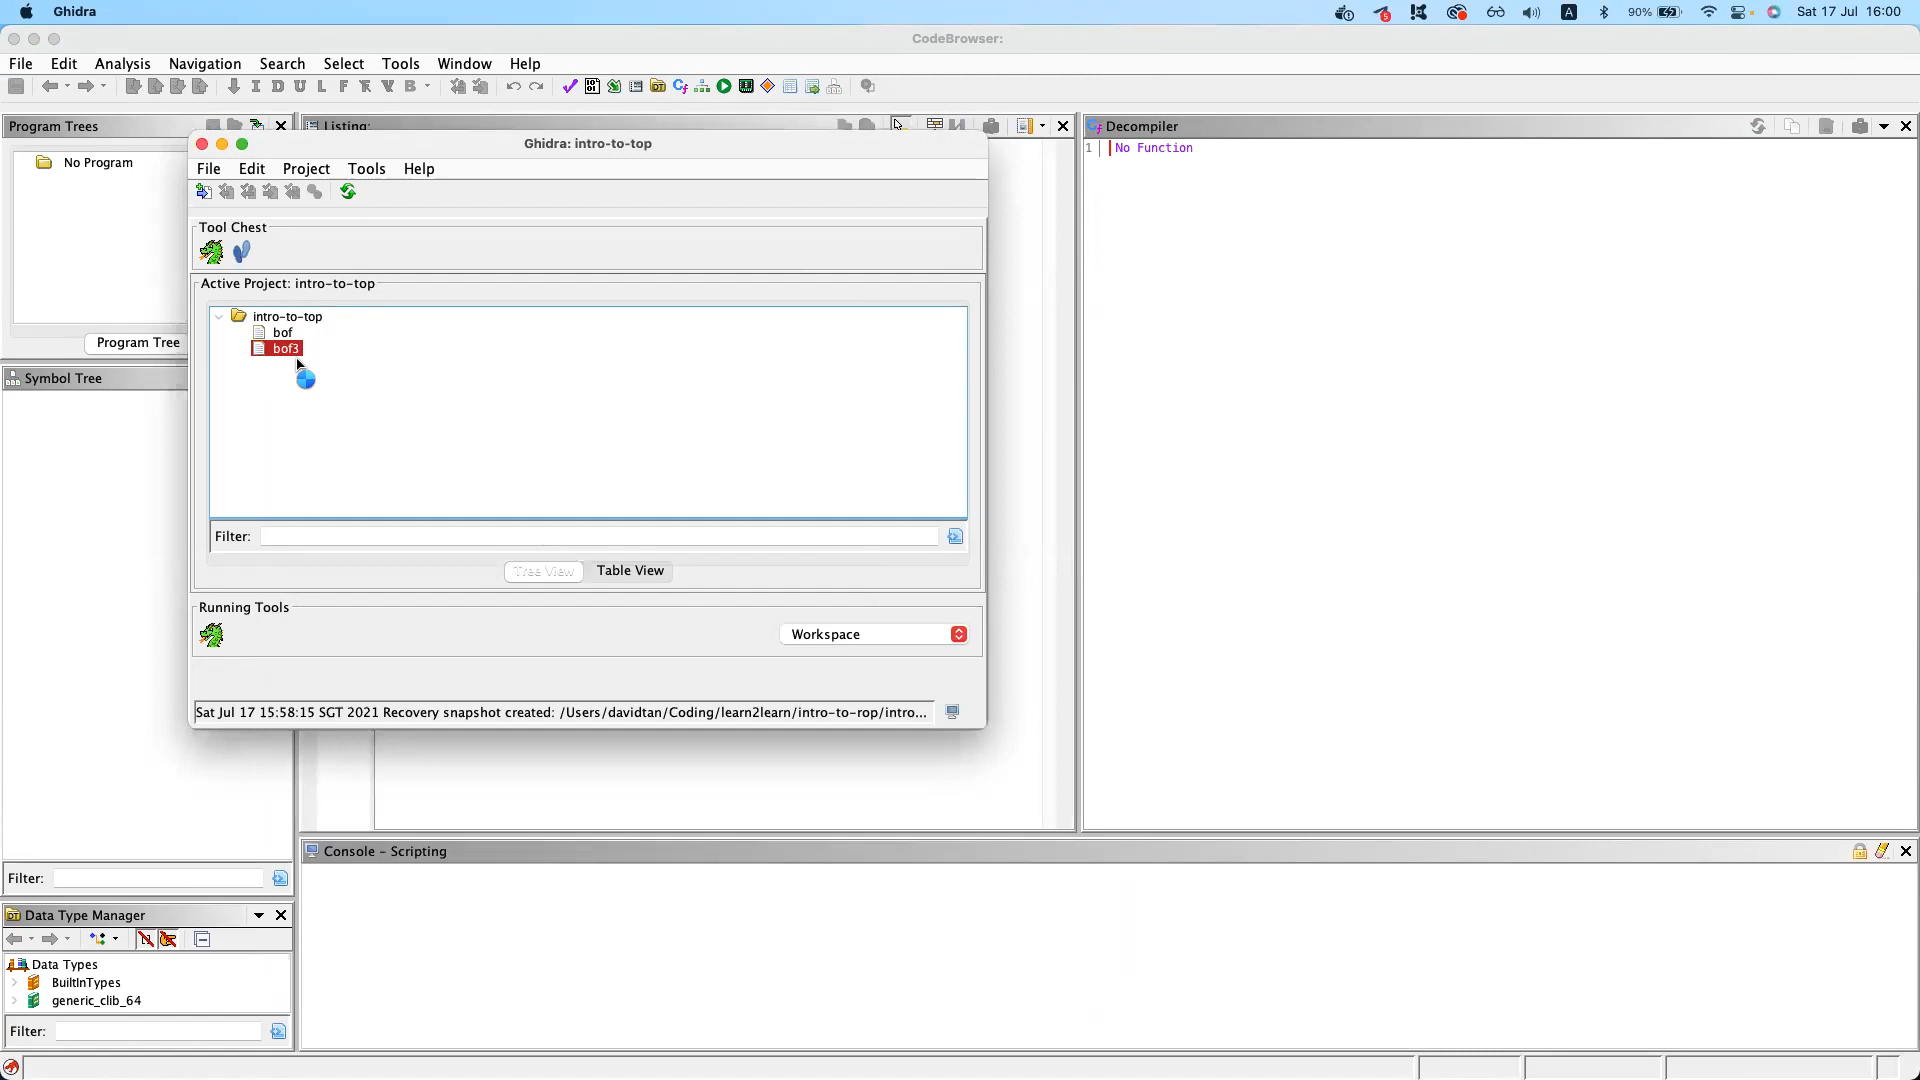 Ghidra
90%
Sat 17 Jul 16:00
CodeBrowser:
File Edit Analysis Navigation Search Select Tools Window Help
I D U L F R V B
Program Trees
Listing:
Decompiler
No Program
1 No Function
Program Tree
Symbol Tree
Ghidra: intro-to-top
File Edit Project Tools Help
Tool Chest
Active Project: intro-to-top
intro-to-top
bof
bof3
Filter:
Tree View Table View
Running Tools
Workspace
Sat Jul 17 15:58:15 SGT 2021 Recovery snapshot created: /Users/davidtan/Coding/learn2learn/intro-to-rop/intro...
Console - Scripting
Filter:
Data Type Manager
Data Types
BuiltInTypes
generic_clib_64
Filter: